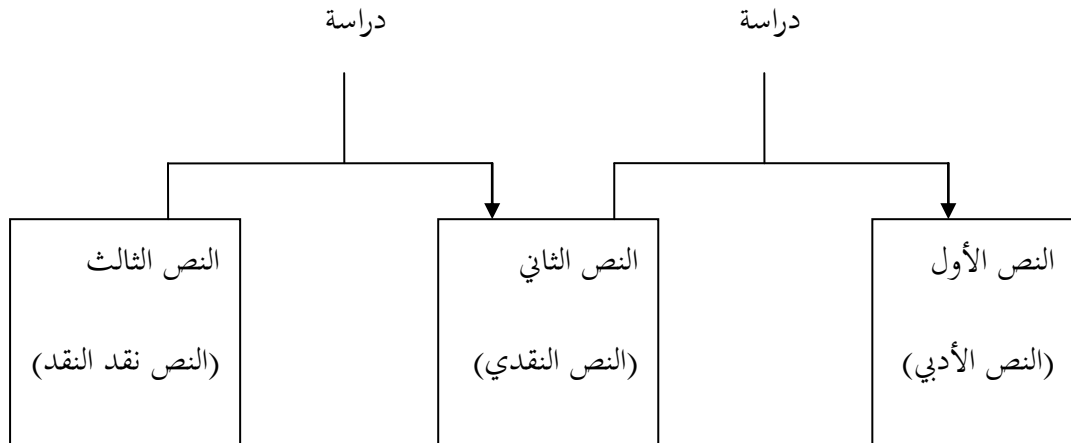 دراسة
دراسة
النص الأول
(النص الأدبي)
النص الثاني
(النص النقدي)
النص الثالث
(النص نقد النقد)